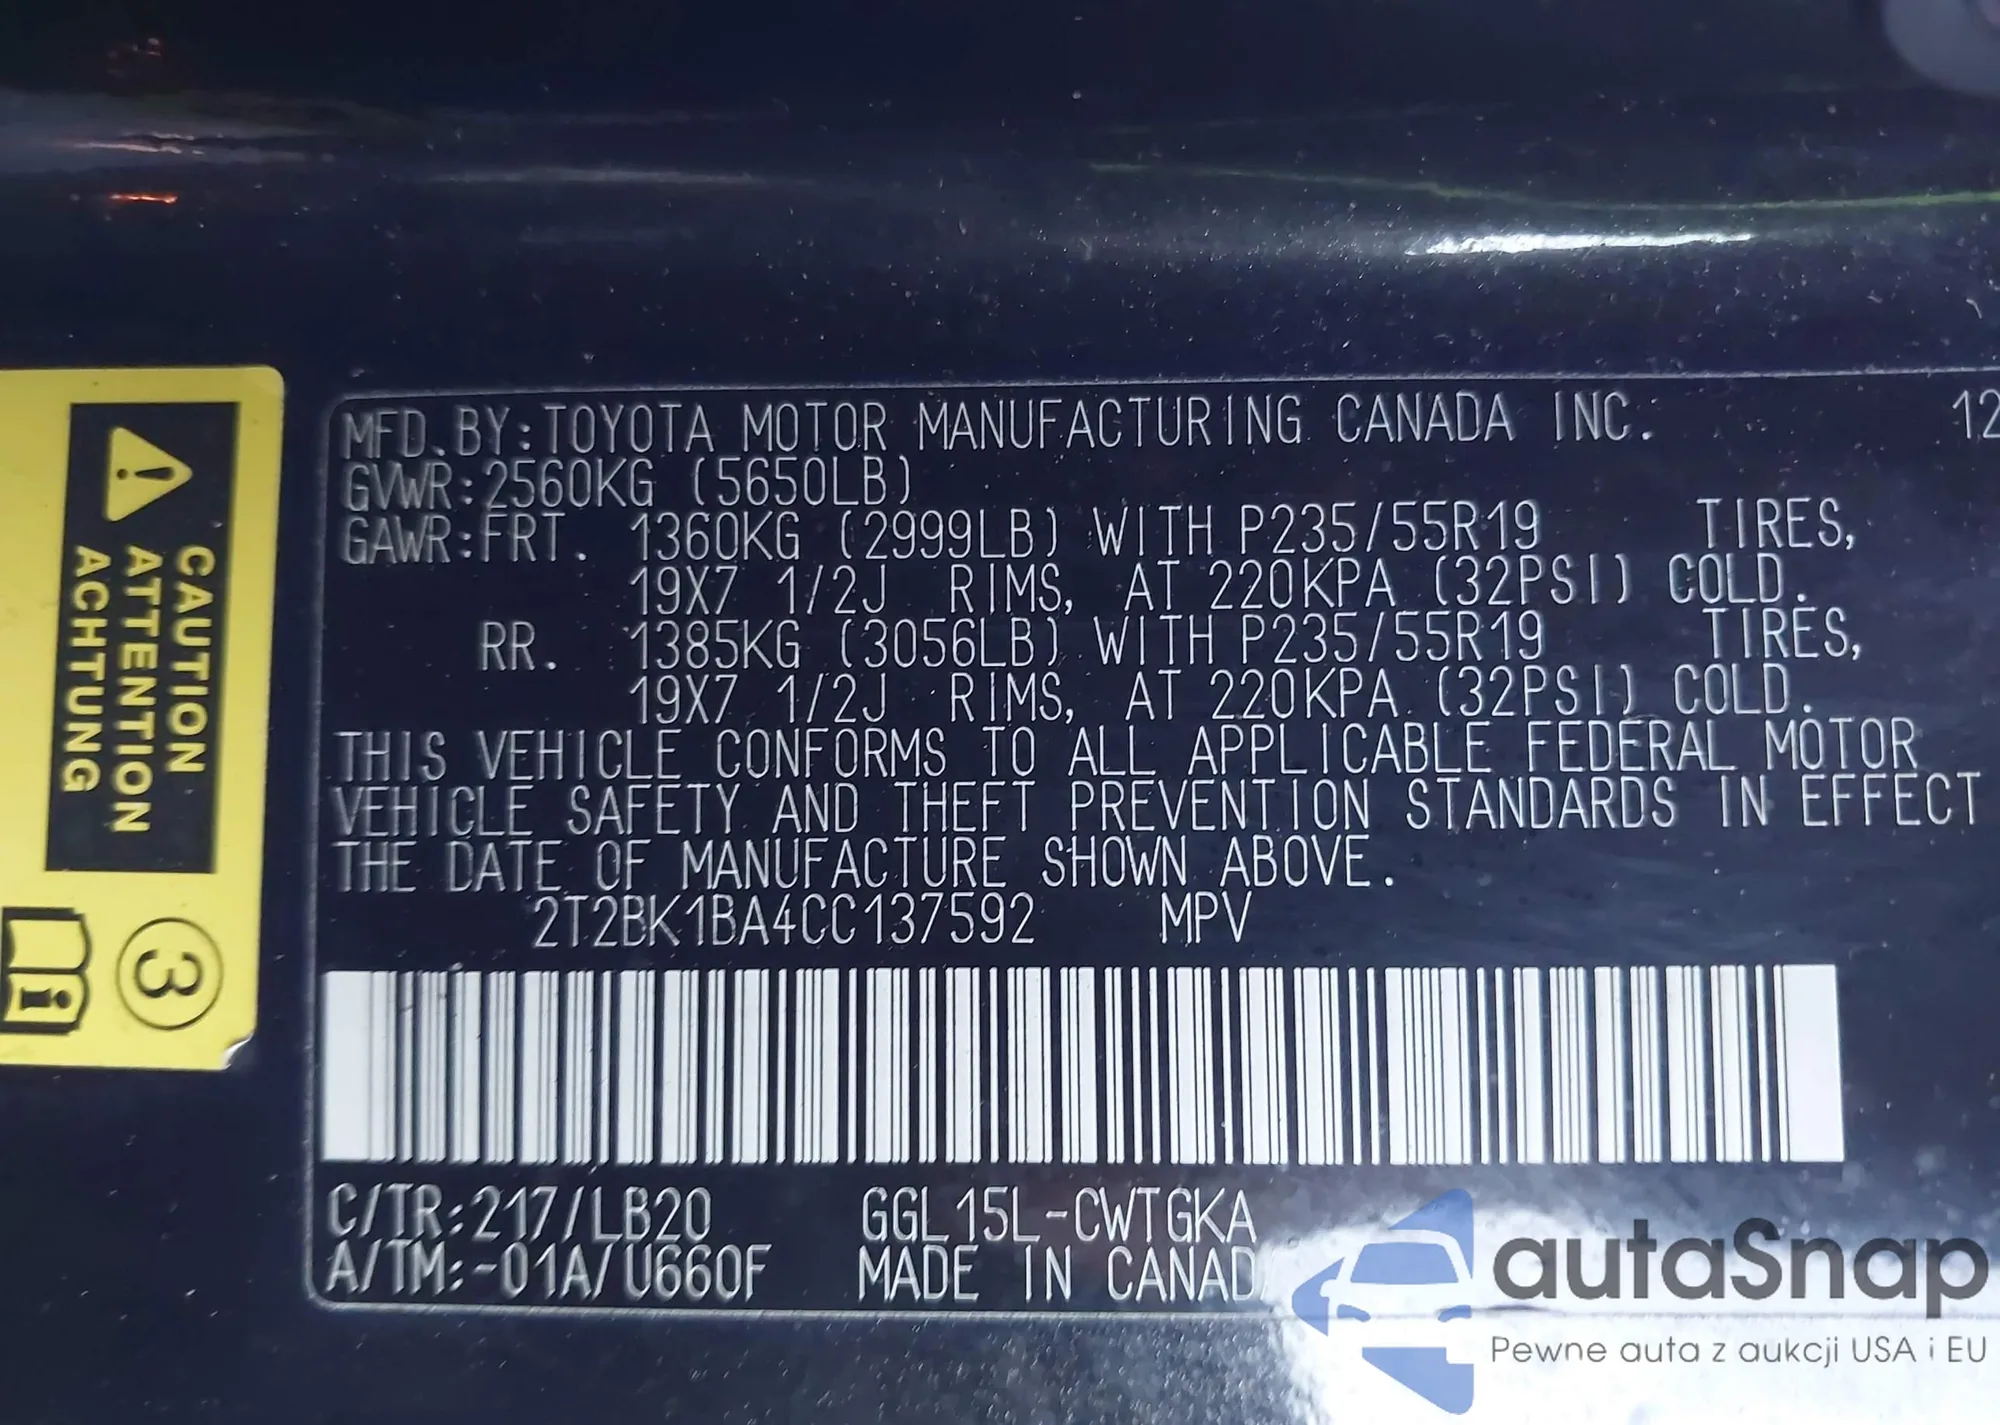 MFD.BY:TOYOTA MOTOR MANUFACTURING CANADA INC. 12
GVWR:2560KG (5650LB)
GAWR:FRT. 1360KG (2999LB) WITH P235/55R19 TIRES,
19X7 1/2J RIMS, AT 220KPA (32PSI) COLD.
RR. 1385KG (3056LB) WITH P235/55R19 TIRES,
19X7 1/2J RIMS, AT 220KPA (32PSI) COLD.
THIS VEHICLE CONFORMS TO ALL APPLICABLE FEDERAL MOTOR
VEHICLE SAFETY AND THEFT PREVENTION STANDARDS IN EFFECT
THE DATE OF MANUFACTURE SHOWN ABOVE.
2T2BK1BA4CC137592 MPV
C/TR:217/LB20 GGL15L-CWTGKA
A/TM:-01A/U660F MADE IN CANADA
CAUTION
ATTENTION
ACHTUNG
3
autaSnap
Pewne auta z aukcji USA i EU